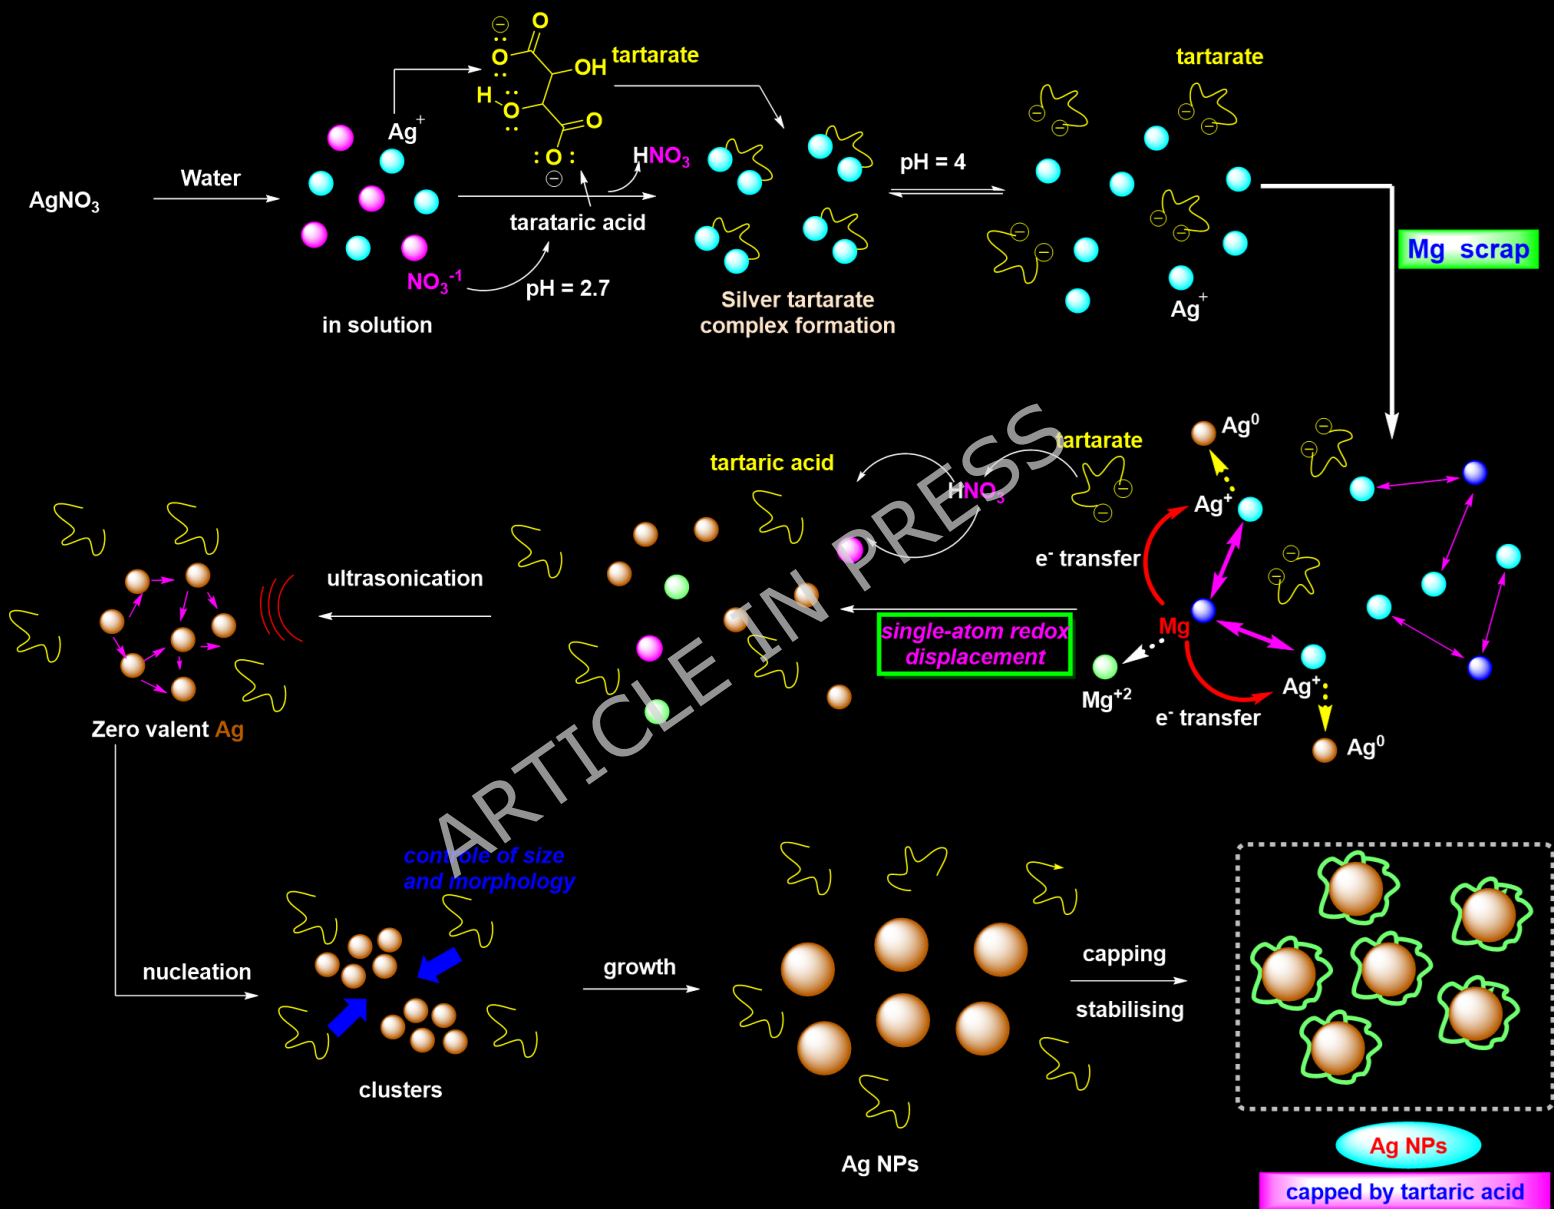 O
O
OH
tartarate
H
O
O
O
Ag+
HNO3
AgNO3
Water
tarataric acid
NO3-1
pH = 2.7
in solution
Silver tartarate
complex formation
pH = 4
tartarate
Ag+
Mg scrap
Ag0
tartarate
tartaric acid
HNO3
Ag+
e- transfer
Mg
single-atom redox
displacement
Mg+2
Ag+
e- transfer
Ag0
ultrasonication
Zero valent Ag
ARTICLE IN PRESS
controle of size
and morphology
nucleation
clusters
growth
Ag NPs
capping
stabilising
Ag NPs
capped by tartaric acid